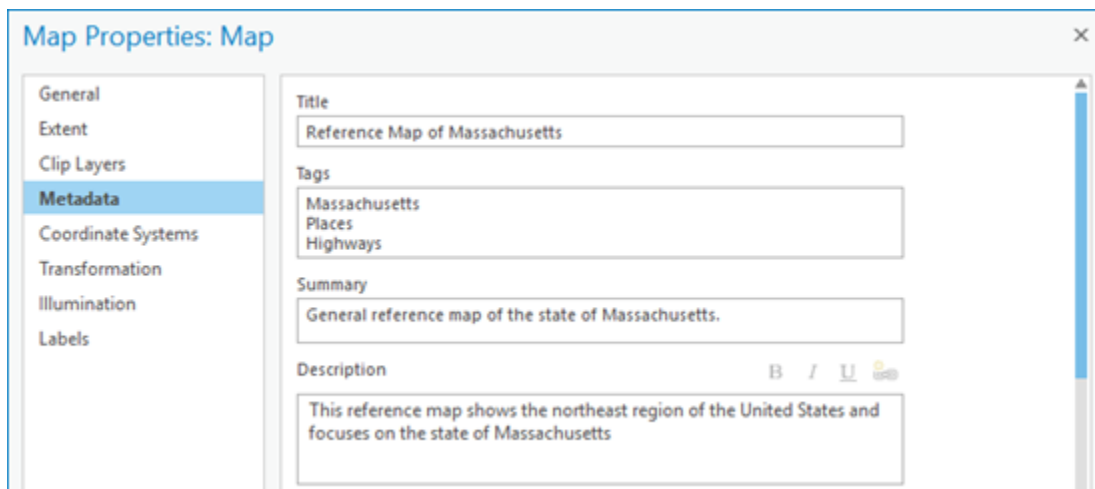 Map Properties: Map
General
Extent
Clip Layers
Metadata
Coordinate Systems
Transformation
Illumination
Labels
Title
Reference Map of Massachusetts
Tags
Massachusetts
Places
Highways
Summary
General reference map of the state of Massachusetts.
Description
B I U
This reference map shows the northeast region of the United States and
focuses on the state of Massachusetts